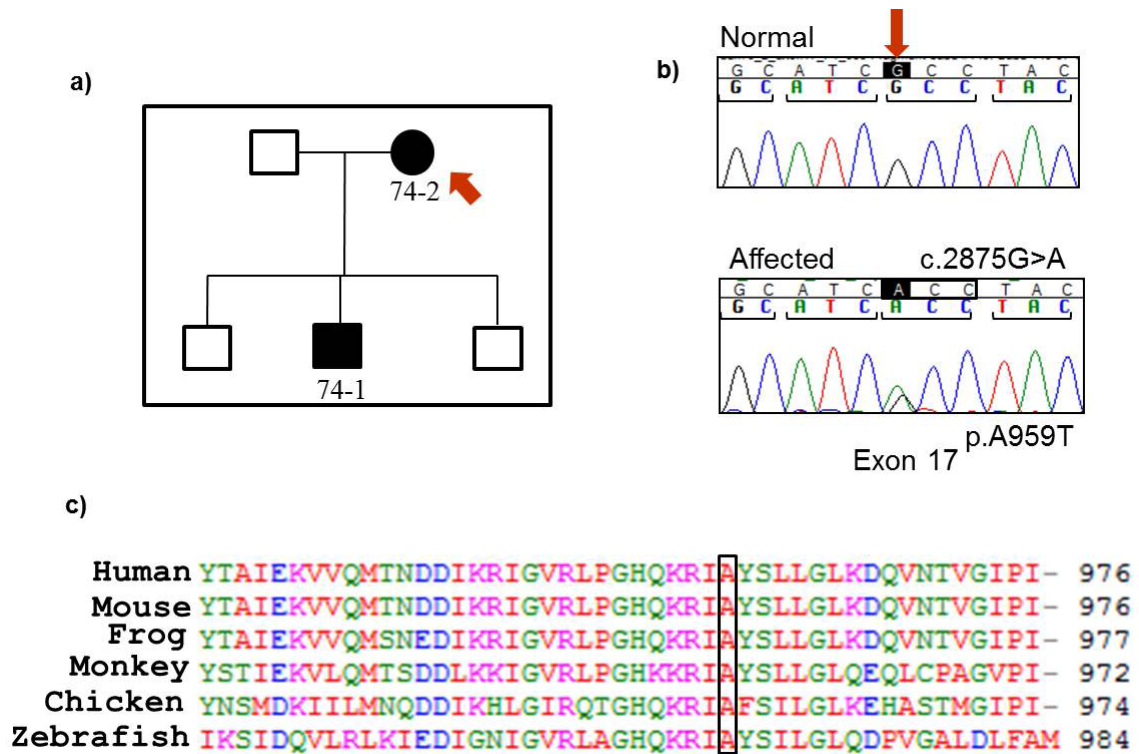 a)
74-2
74-1
b)
Normal
G C A T C G C C T A C
G C A T C G C C T A C
Affected c.2875G>A
G C A T C A C C T A C
G C A T C A C C T A C
p.A959T
Exon 17
c)
Human YTAIEKVVQMTNDDIKRIGVRLPGHQKRIAYSLLGLKDQVNTVGIPI- 976
Mouse YTAIEKVVQMTNDDIKRIGVRLPGHQKRIAYSLLGLKDQVNTVGIPI- 976
Frog YTAIEKVVQMSNEDIKRIGVRLPGHQKRIAYSLLGLKDQVNTVGIPI- 977
Monkey YSTIEKVLQMTSDDLKKIGVRLPGHKKRIAYSLLGLQEQLCPAGVPI- 972
Chicken YNSMDKIILMNQDDIKHLGIRQTGHQKRIAFSILGLKEHASTMGIPI- 974
Zebrafish IKSIDQVLRLKIEDIGNIGVRLAGHQKRIAYSILGLQDPVGALDLFAM 984